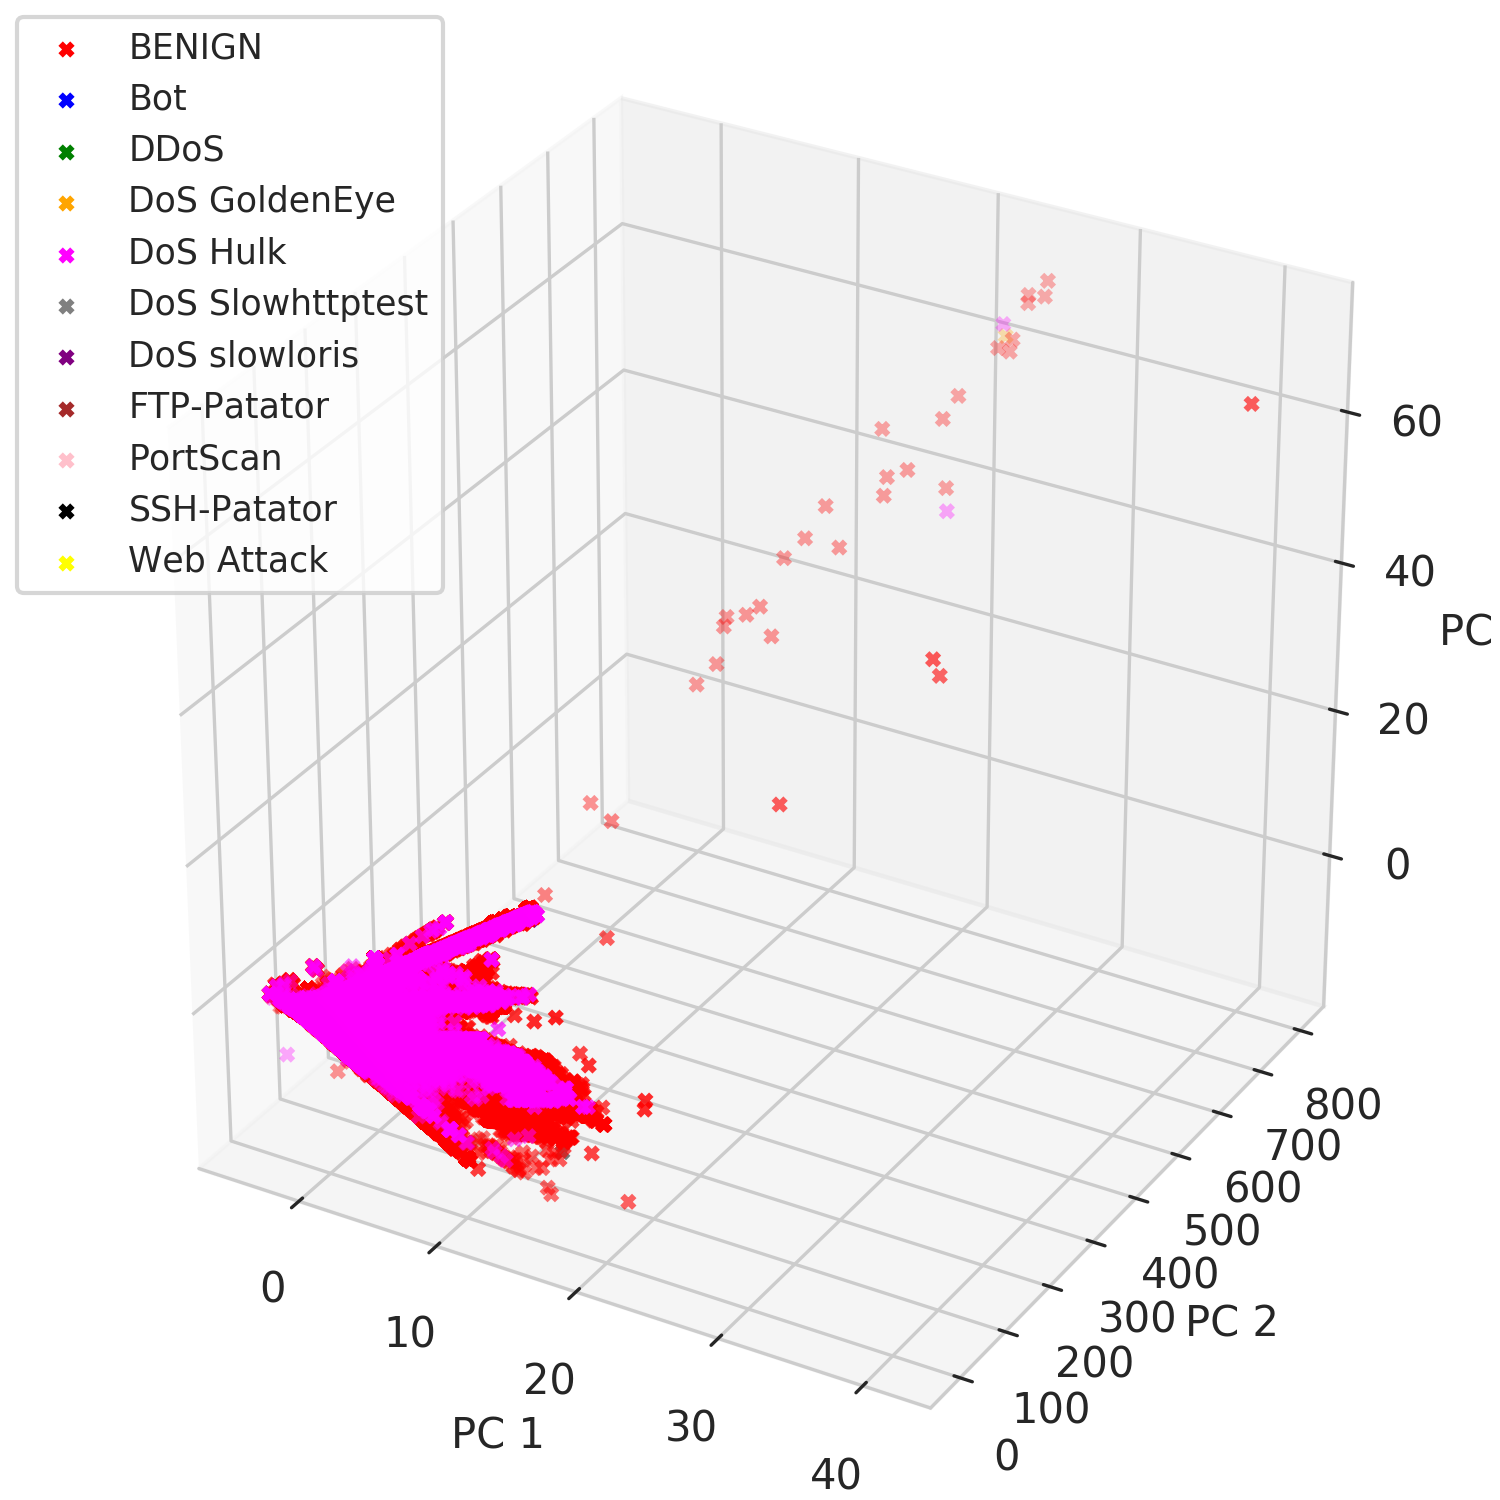 BENIGN
Bot
DDoS
DoS GoldenEye
DoS Hulk
DoS Slowhttptest
DoS slowloris
FTP-Patator
PortScan
SSH-Patator
Web Attack
60
40
PC
20
0
800
700
600
500
400
300
200
100
0
PC 2
0
10
20
30
40
PC 1